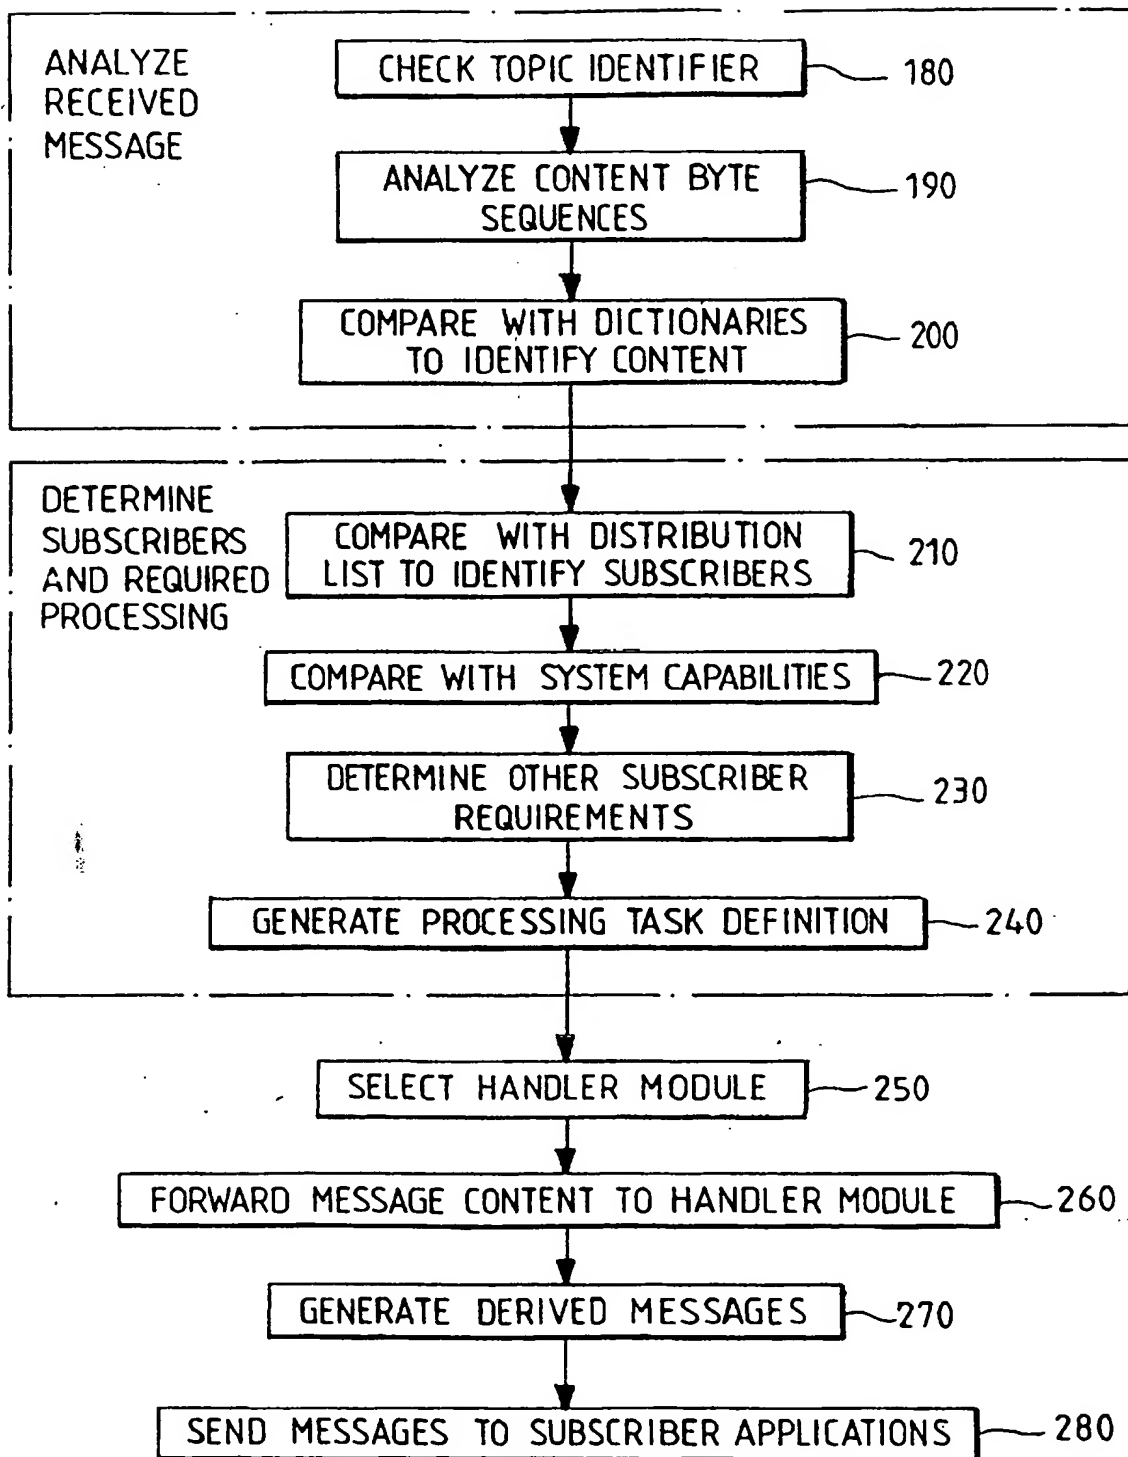 ANALYZE
RECEIVED
MESSAGE
CHECK TOPIC IDENTIFIER
180
ANALYZE CONTENT BYTE
SEQUENCES
190
COMPARE WITH DICTIONARIES
TO IDENTIFY CONTENT
200
DETERMINE
SUBSCRIBERS
AND REQUIRED
PROCESSING
COMPARE WITH DISTRIBUTION
LIST TO IDENTIFY SUBSCRIBERS
210
COMPARE WITH SYSTEM CAPABILITIES
220
DETERMINE OTHER SUBSCRIBER
REQUIREMENTS
230
GENERATE PROCESSING TASK DEFINITION
240
SELECT HANDLER MODULE
250
FORWARD MESSAGE CONTENT TO HANDLER MODULE
260
GENERATE DERIVED MESSAGES
270
SEND MESSAGES TO SUBSCRIBER APPLICATIONS
280